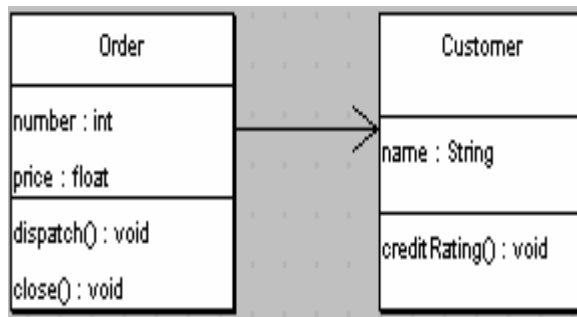 Order
number : int
price : float
dispatch() : void
close() : void
Customer
name : String
creditRating() : void